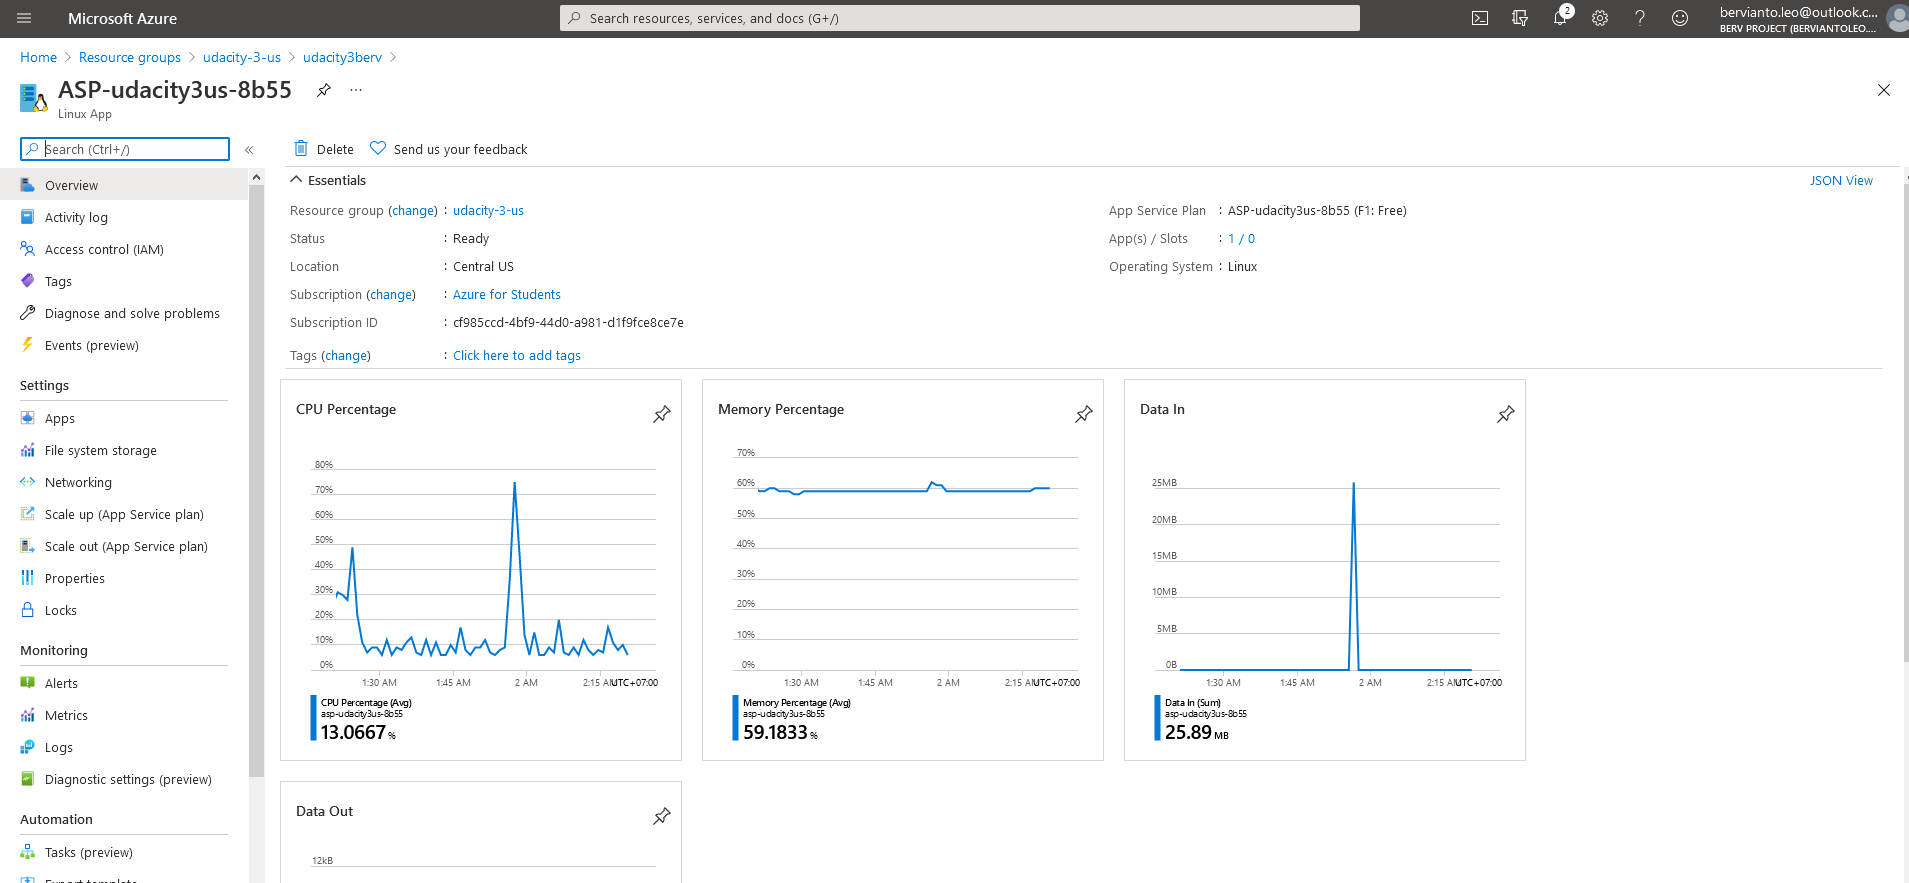 Microsoft Azure
Search resources, services, and docs (G+/)
2
bervianto.leo@outlook.c...
BERV PROJECT (BERVIANTOLEO....
Home > Resource groups > udacity-3-us > udacity3berv >
ASP-udacity3us-8b55
...
Linux App
Search (Ctrl+/)
«
Overview
Activity log
Access control (IAM)
Tags
Diagnose and solve problems
Events (preview)
Settings
Apps
File system storage
Networking
Scale up (App Service plan)
Scale out (App Service plan)
Properties
Locks
Monitoring
Alerts
Metrics
Logs
Diagnostic settings (preview)
Automation
Tasks (preview)
Export template
Delete
Send us your feedback
Essentials
JSON View
Resource group (change) : udacity-3-us
Status : Ready
Location : Central US
Subscription (change) : Azure for Students
Subscription ID : cf985ccd-4bf9-44d0-a981-d1f9fce8ce7e
Tags (change) : Click here to add tags
App Service Plan : ASP-udacity3us-8b55 (F1: Free)
App(s) / Slots : 1 / 0
Operating System : Linux
CPU Percentage
80%
70%
60%
50%
40%
30%
20%
10%
0%
1:30 AM 1:45 AM 2 AM 2:15 AM UTC+07:00
CPU Percentage (Avg)
asp-udacity3us-8b55
13.0667 %
Memory Percentage
70%
60%
50%
40%
30%
20%
10%
0%
1:30 AM 1:45 AM 2 AM 2:15 AM UTC+07:00
Memory Percentage (Avg)
asp-udacity3us-8b55
59.1833 %
Data In
25MB
20MB
15MB
10MB
5MB
0B
1:30 AM 1:45 AM 2 AM 2:15 AM UTC+07:00
Data In (Sum)
asp-udacity3us-8b55
25.89 MB
Data Out
12kB